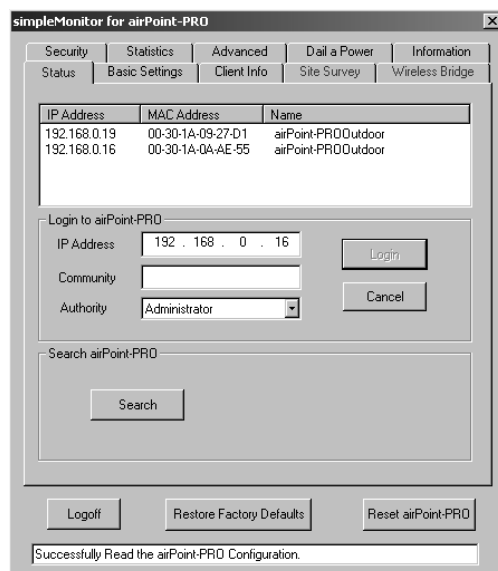 simpleMonitor for airPoint-PRO
Security Statistics Advanced Dail a Power Information
Status Basic Settings Client Info Site Survey Wireless Bridge
IP Address MAC Address Name
192.168.0.19 00-30-1A-09-27-D1 airPoint-PROOutdoor
192.168.0.16 00-30-1A-0A-AE-55 airPoint-PROOutdoor
Login to airPoint-PRO
IP Address 192 . 168 . 0 . 16
Login
Community
Cancel
Authority Administrator
Search airPoint-PRO
Search
Logoff Restore Factory Defaults Reset airPoint-PRO
Successfully Read the airPoint-PRO Configuration.